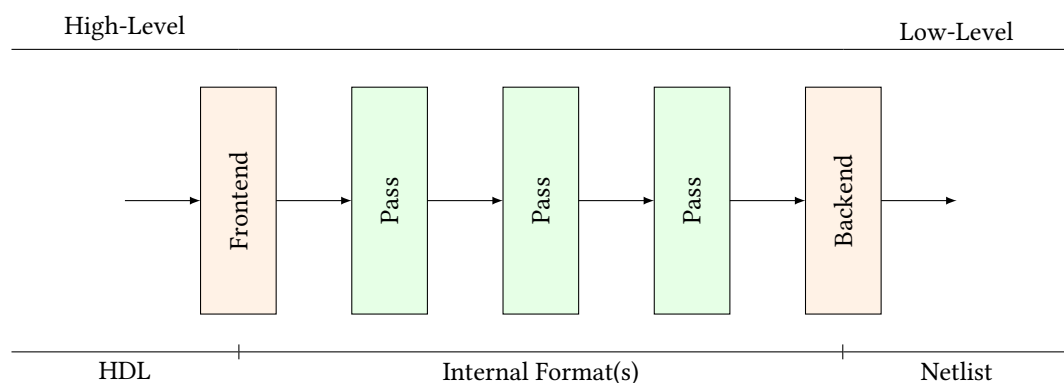 High-Level
Low-Level
Frontend
Pass
Pass
Pass
Backend
HDL
Internal Format(s)
Netlist